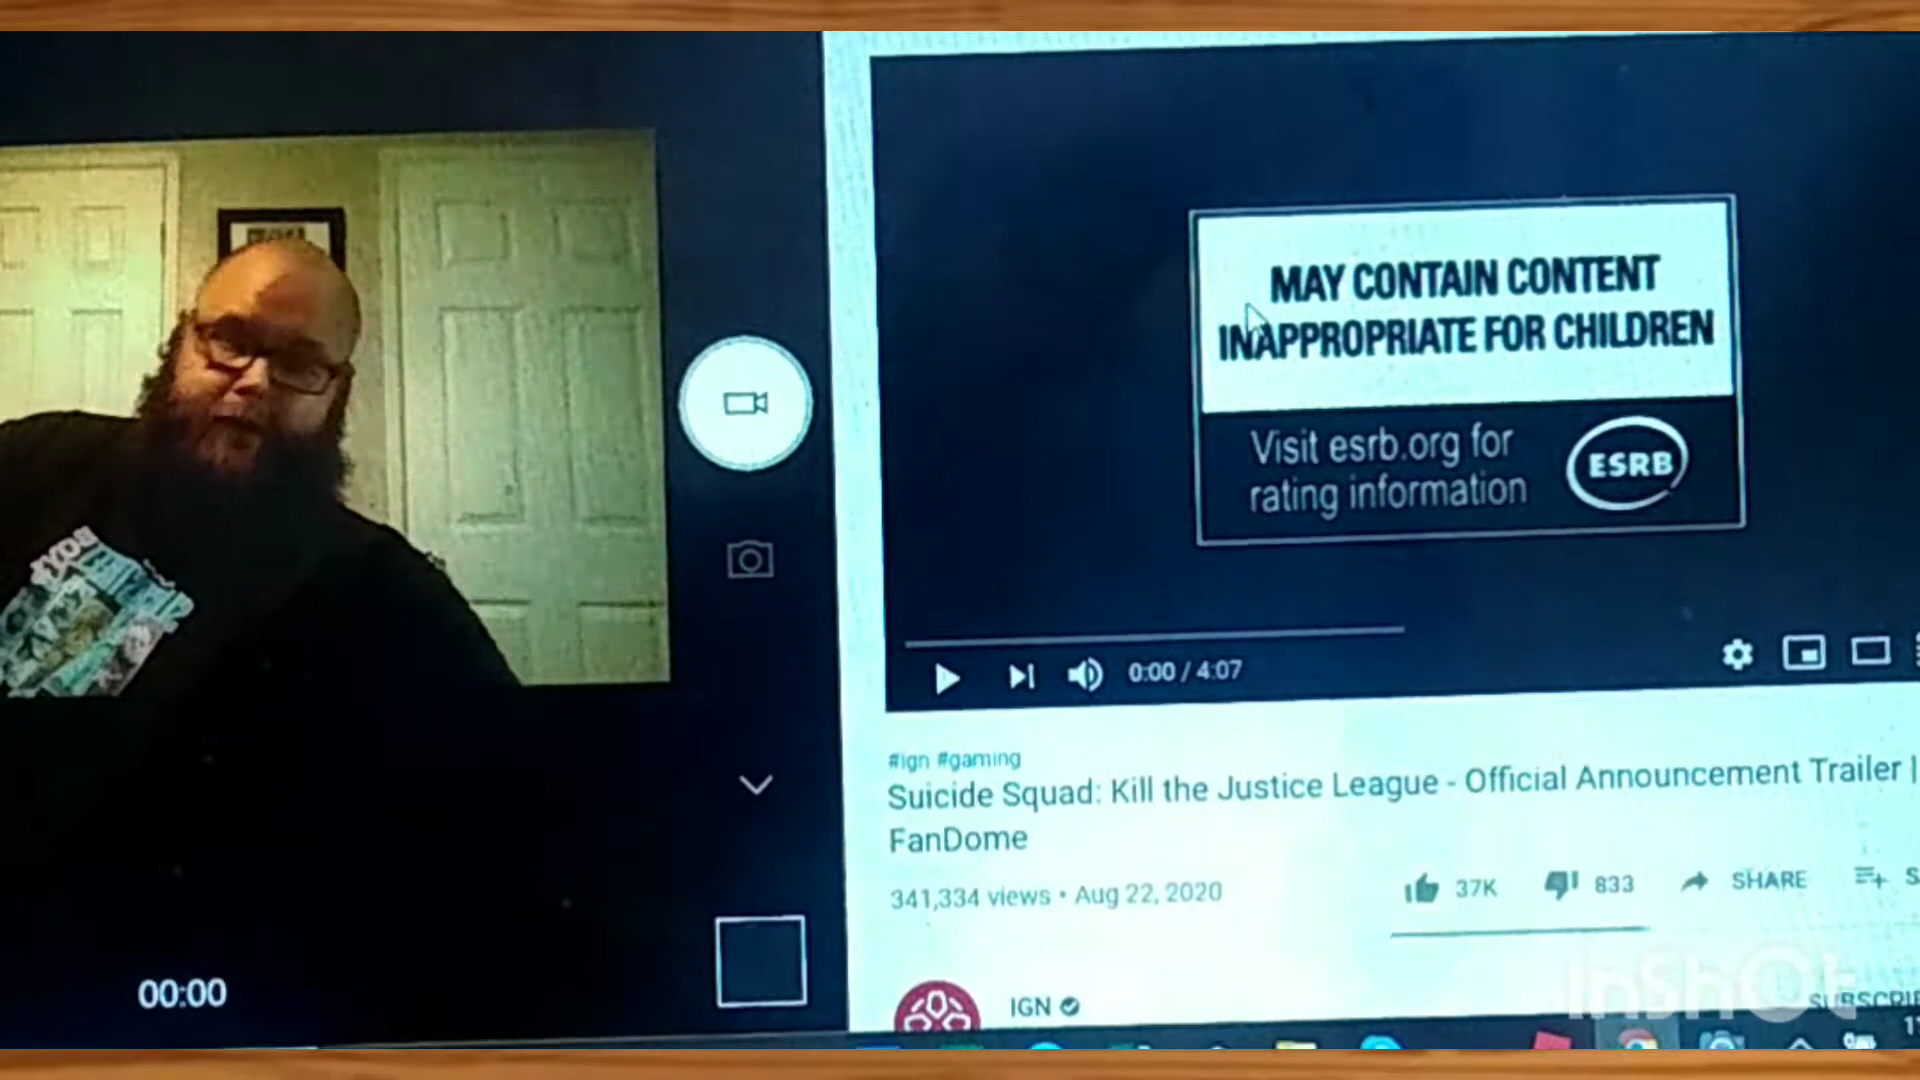 MAY CONTAIN CONTENT
INAPPROPRIATE FOR CHILDREN
Visit esrb.org for
rating information
ESRB
0:00 / 4:07
#ign #gaming
Suicide Squad: Kill the Justice League - Official Announcement Trailer |
FanDome
341,334 views • Aug 22, 2020
37K
833
SHARE
IGN
00:00
InShOt